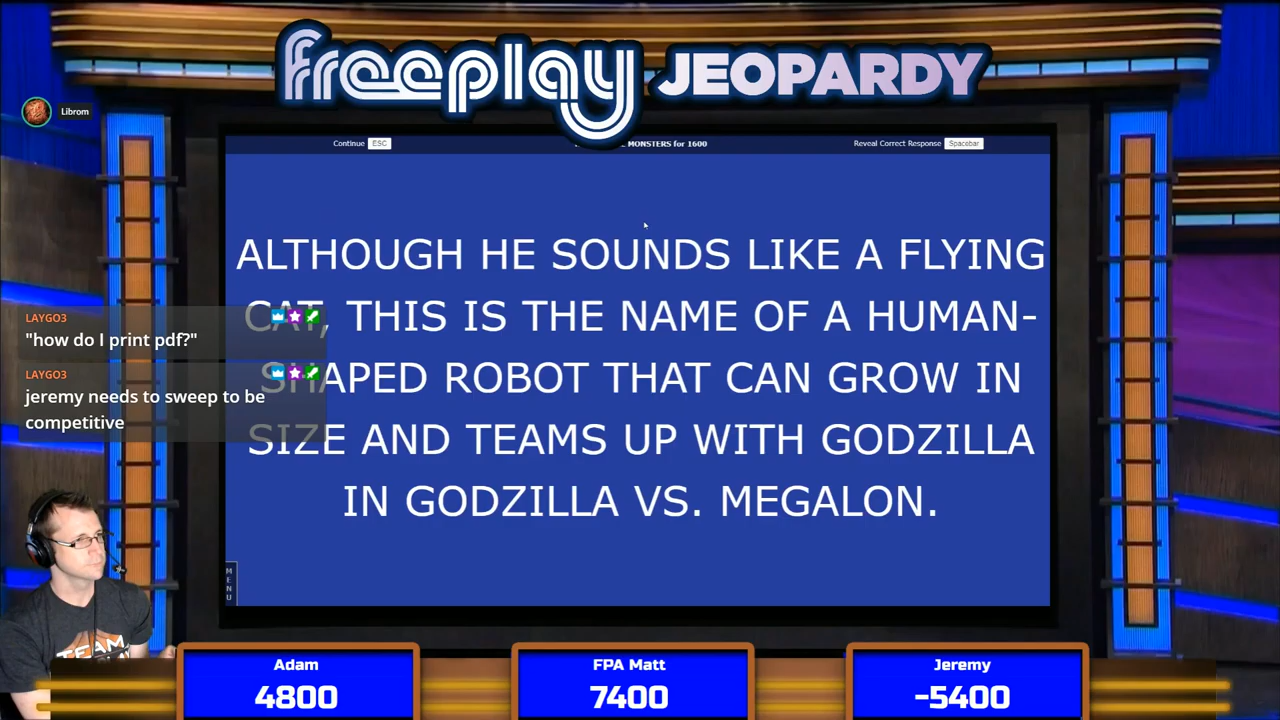 freeplay JEOPARDY
Librom
Continue ESC
MONSTERS for 1600
Reveal Correct Response Spacebar
ALTHOUGH HE SOUNDS LIKE A FLYING
CAT, THIS IS THE NAME OF A HUMAN-
SHAPED ROBOT THAT CAN GROW IN
SIZE AND TEAMS UP WITH GODZILLA
IN GODZILLA VS. MEGALON.
LAYGO3
"how do I print pdf?"
LAYGO3
jeremy needs to sweep to be
competitive
MENU
TEAM
Adam
4800
FPA Matt
7400
Jeremy
-5400